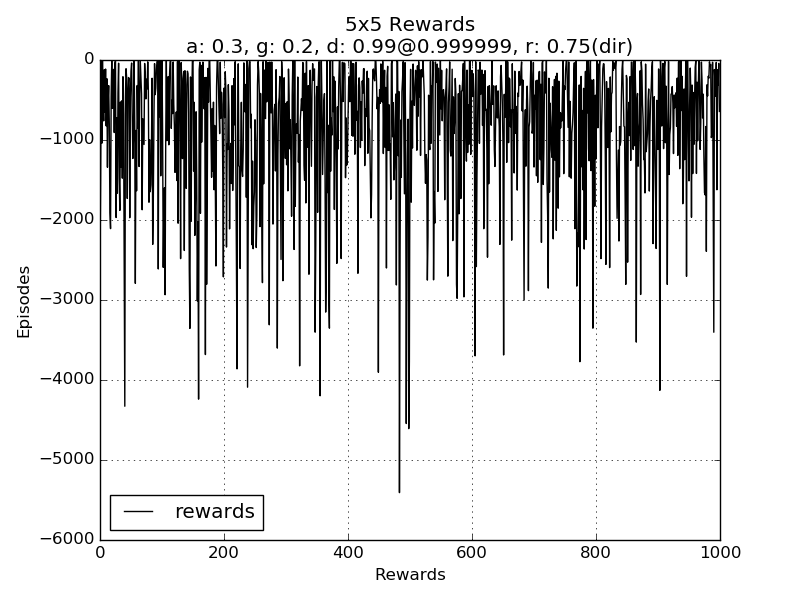 5x5 Rewards
a: 0.3, g: 0.2, d: 0.99@0.999999, r: 0.75(dir)
0
−1000
−2000
−3000
−4000
−5000
−6000
Episodes
rewards
0 200 400 600 800 1000
Rewards